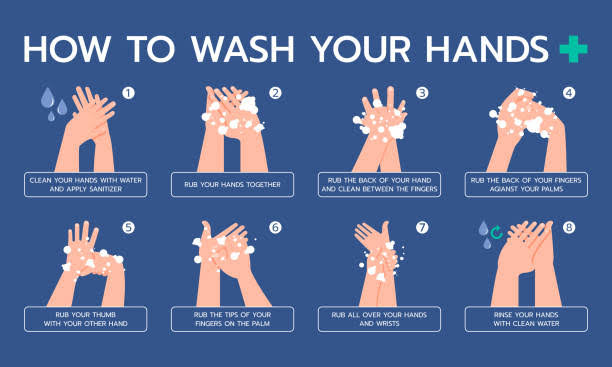 HOW TO WASH YOUR HANDS
1
CLEAN YOUR HANDS WITH WATER
AND APPLY SANITIZER
2
RUB YOUR HANDS TOGETHER
3
RUB THE BACK OF YOUR HAND
AND CLEAN BETWEEN THE FINGERS
4
RUB THE BACK OF YOUR FINGERS
AGIANST YOUR PALMS
5
RUB YOUR THUMB
WITH YOUR OTHER HAND
6
RUB THE TIPS OF YOUR
FINGERS ON THE PALM
7
RUB ALL OVER YOUR HANDS
AND WRISTS
8
RINSE YOUR HANDS
WITH CLEAN WATER